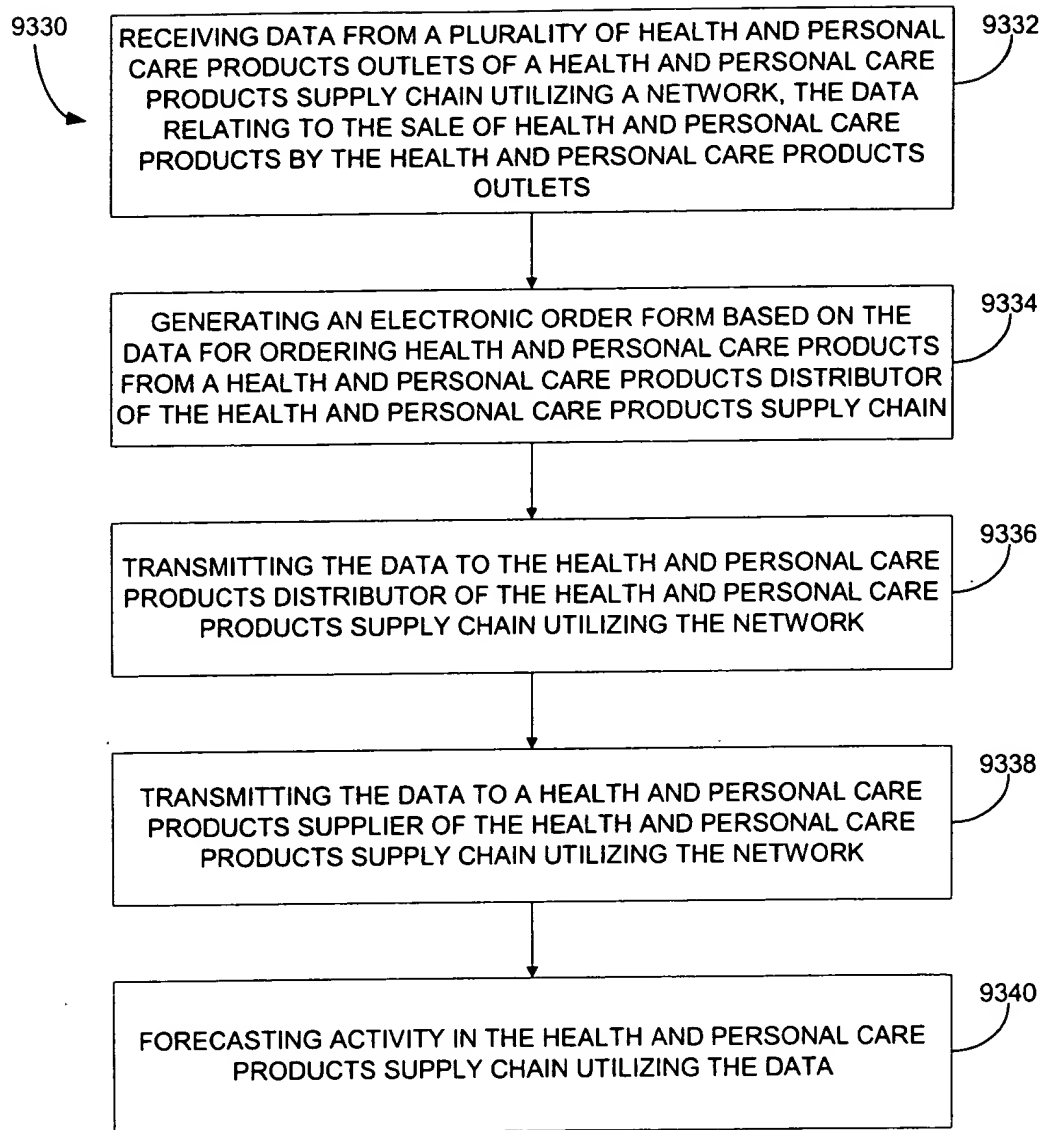 9330
RECEIVING DATA FROM A PLURALITY OF HEALTH AND PERSONAL
CARE PRODUCTS OUTLETS OF A HEALTH AND PERSONAL CARE
PRODUCTS SUPPLY CHAIN UTILIZING A NETWORK, THE DATA
RELATING TO THE SALE OF HEALTH AND PERSONAL CARE
PRODUCTS BY THE HEALTH AND PERSONAL CARE PRODUCTS
OUTLETS
9332
GENERATING AN ELECTRONIC ORDER FORM BASED ON THE
DATA FOR ORDERING HEALTH AND PERSONAL CARE PRODUCTS
FROM A HEALTH AND PERSONAL CARE PRODUCTS DISTRIBUTOR
OF THE HEALTH AND PERSONAL CARE PRODUCTS SUPPLY CHAIN
9334
TRANSMITTING THE DATA TO THE HEALTH AND PERSONAL CARE
PRODUCTS DISTRIBUTOR OF THE HEALTH AND PERSONAL CARE
PRODUCTS SUPPLY CHAIN UTILIZING THE NETWORK
9336
TRANSMITTING THE DATA TO A HEALTH AND PERSONAL CARE
PRODUCTS SUPPLIER OF THE HEALTH AND PERSONAL CARE
PRODUCTS SUPPLY CHAIN UTILIZING THE NETWORK
9338
FORECASTING ACTIVITY IN THE HEALTH AND PERSONAL CARE
PRODUCTS SUPPLY CHAIN UTILIZING THE DATA
9340